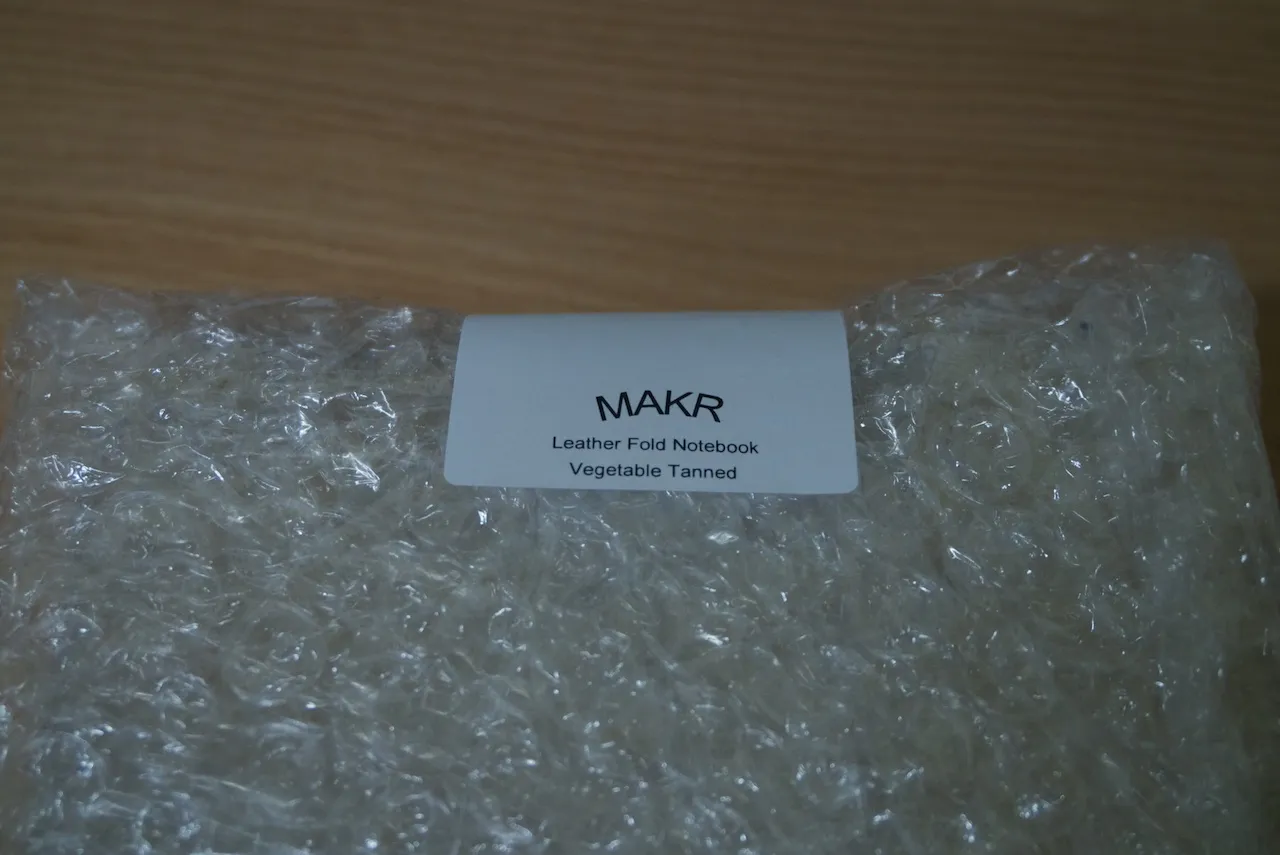 MAKR
Leather Fold Notebook
Vegetable Tanned